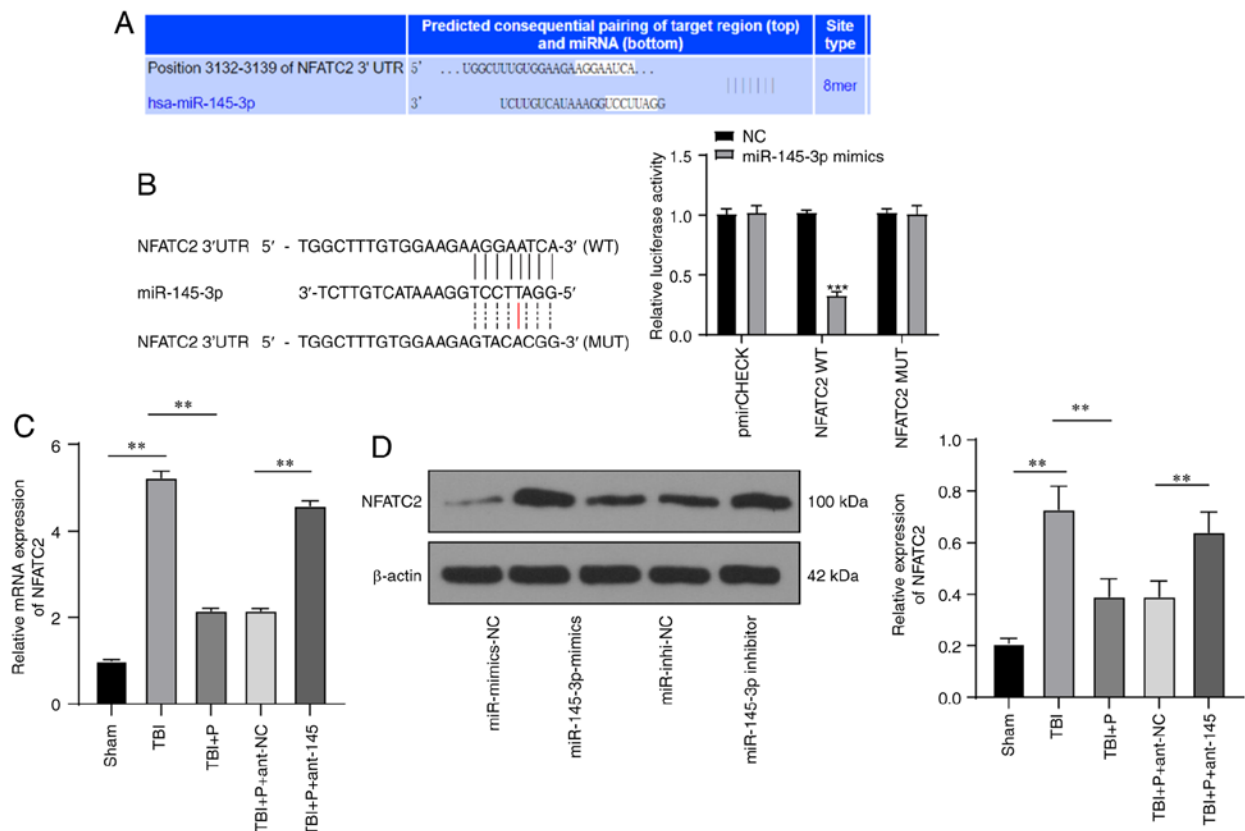 A
Predicted consequential pairing of target region (top)
and miRNA (bottom)
Site
type
Position 3132-3139 of NFATC2 3' UTR 5' ...UGGCUUUGUGGAAGAAGGAAUCA...
hsa-miR-145-3p 3' UCUUGUCAUAAAGGUCCUUAGG
8mer
B
NFATC2 3′UTR 5′ - TGGCTTTGTGGAAGAAGGAATCA-3′ (WT)
miR-145-3p 3′-TCTTGTCATAAAGGTCCTTAGG-5′
NFATC2 3′UTR 5′ - TGGCTTTGTGGAAGAGTACACGG-3′ (MUT)
NC
miR-145-3p mimics
Relative luciferase activity
1.5
1.0
0.5
0.0
***
pmirCHECK
NFATC2 WT
NFATC2 MUT
C
Relative mRNA expression
of NFATC2
6
4
2
0
**
**
**
Sham
TBI
TBI+P
TBI+P+ant-NC
TBI+P+ant-145
D
NFATC2
100 kDa
β-actin
42 kDa
miR-mimics-NC
miR-145-3p-mimics
miR-inhi-NC
miR-145-3p inhibitor
Relative expression
of NFATC2
1.0
0.8
0.6
0.4
0.2
0.0
**
**
**
Sham
TBI
TBI+P
TBI+P+ant-NC
TBI+P+ant-145